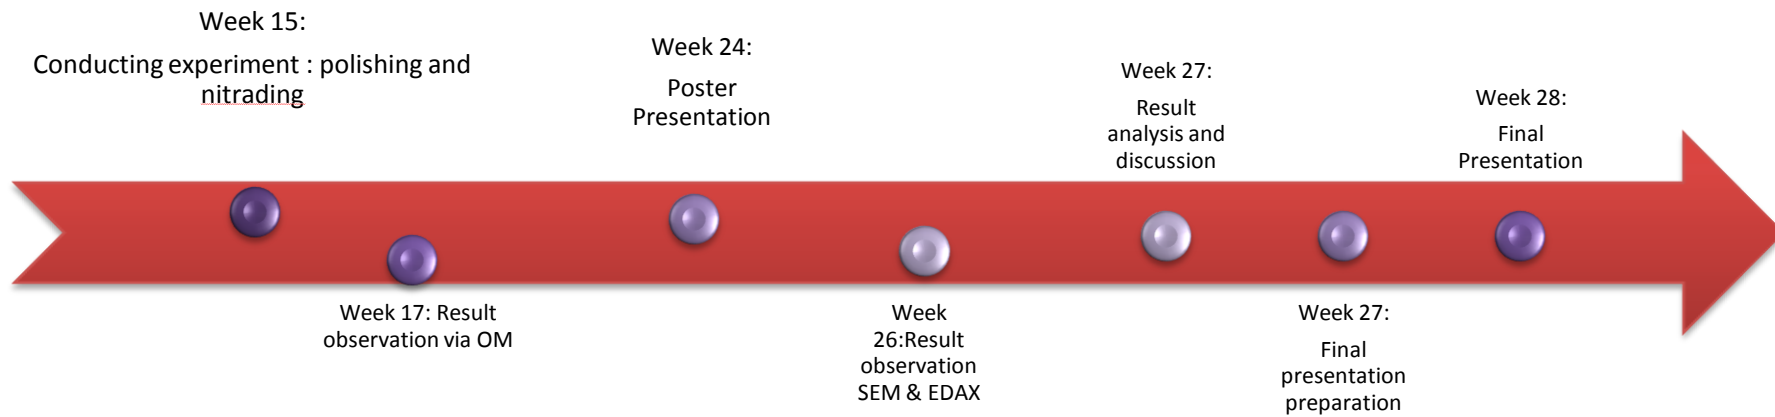 Week 15:
Conducting experiment : polishing and
nitrading
Week 17: Result
observation via OM
Week 24:
Poster
Presentation
Week
26:Result
observation
SEM & EDAX
Week 27:
Result
analysis and
discussion
Week 27:
Final
presentation
preparation
Week 28:
Final
Presentation